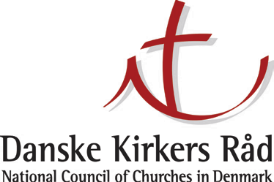 Danske Kirkers Råd
National Council of Churches in Denmark